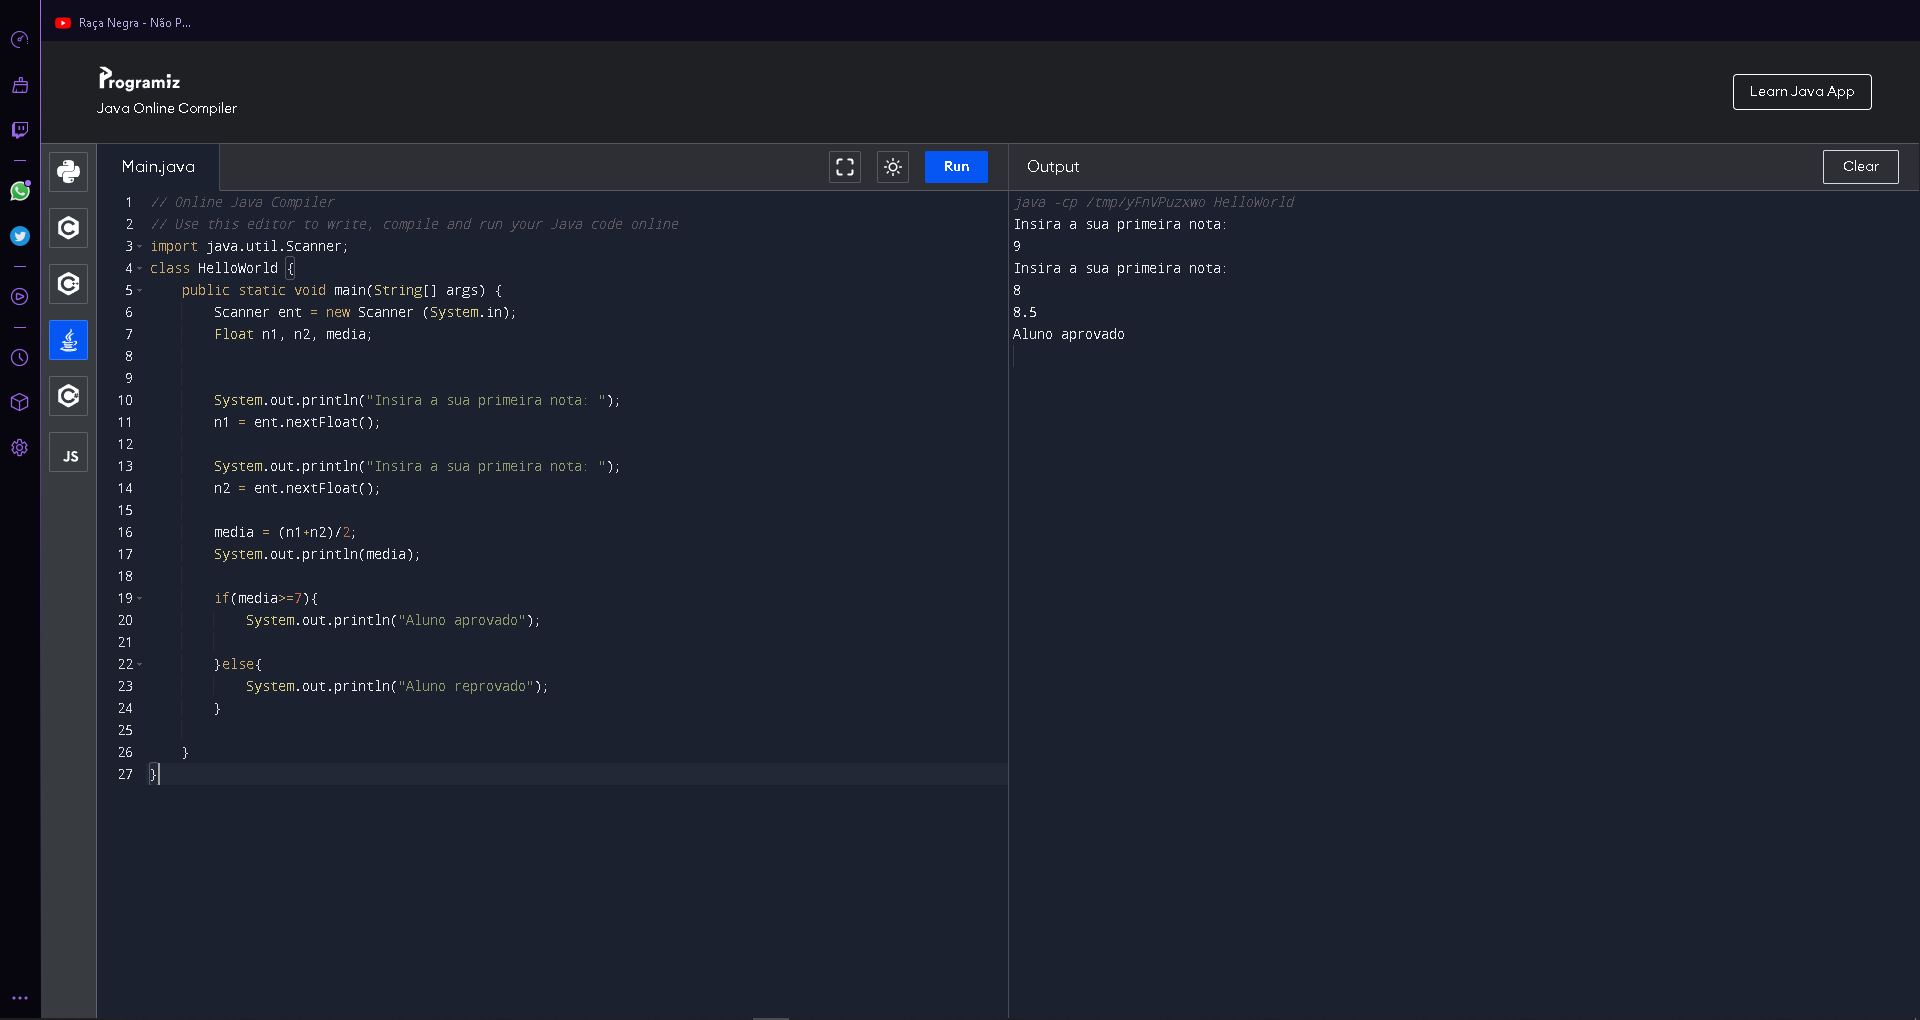 Raça Negra - Não P...
Programiz
Java Online Compiler
Learn Java App
Main.java
Run
Output
Clear
JS
1 // Online Java Compiler
2 // Use this editor to write, compile and run your Java code online
3 import java.util.Scanner;
4 class HelloWorld {
5 public static void main(String[] args) {
6 Scanner ent = new Scanner (System.in);
7 Float n1, n2, media;
8
9
10 System.out.println("Insira a sua primeira nota: ");
11 n1 = ent.nextFloat();
12
13 System.out.println("Insira a sua primeira nota: ");
14 n2 = ent.nextFloat();
15
16 media = (n1+n2)/2;
17 System.out.println(media);
18
19 if(media>=7){
20 System.out.println("Aluno aprovado");
21
22 }else{
23 System.out.println("Aluno reprovado");
24 }
25
26 }
27 }
java -cp /tmp/yFnVPuzxwo HelloWorld
Insira a sua primeira nota:
9
Insira a sua primeira nota:
8
8.5
Aluno aprovado